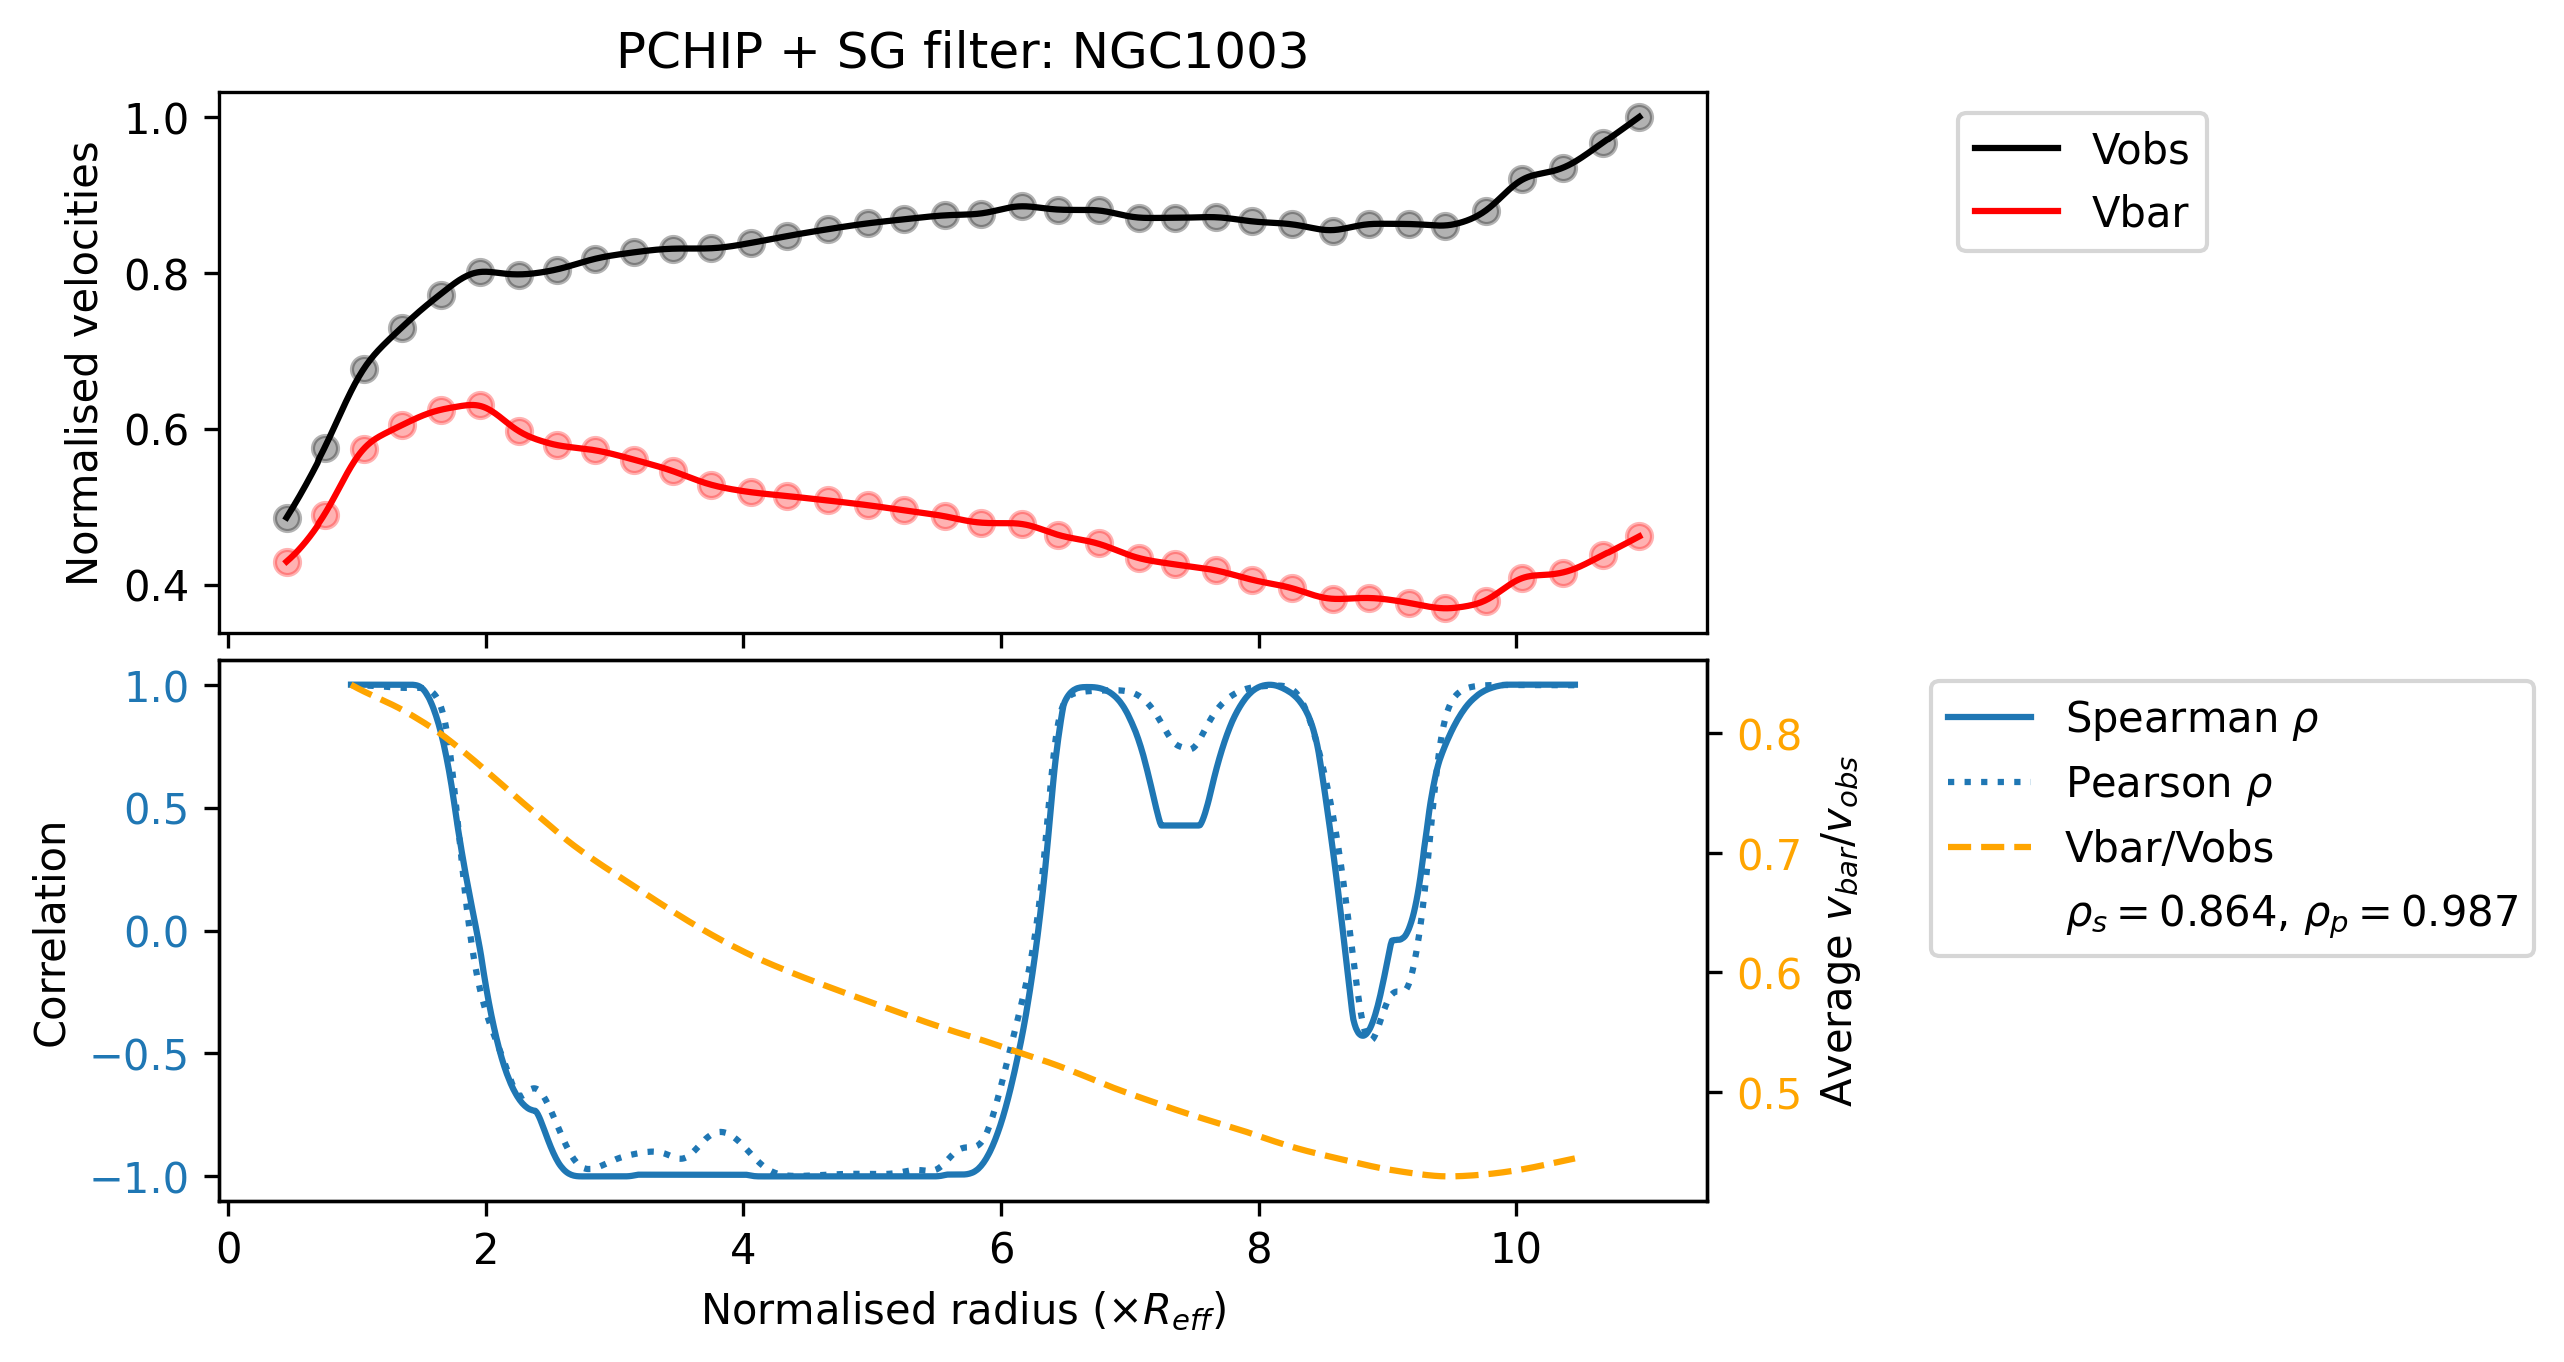 PCHIP + SG filter: NGC1003
Normalised velocities
1.0
0.8
0.6
0.4
Vobs
Vbar
Correlation
1.0
0.5
0.0
−0.5
−1.0
0.8
0.7
0.6
0.5
Average v_bar/v_obs
Spearman ρ
Pearson ρ
Vbar/Vobs
ρ_s = 0.864, ρ_p = 0.987
0 2 4 6 8 10
Normalised radius (×R_eff)